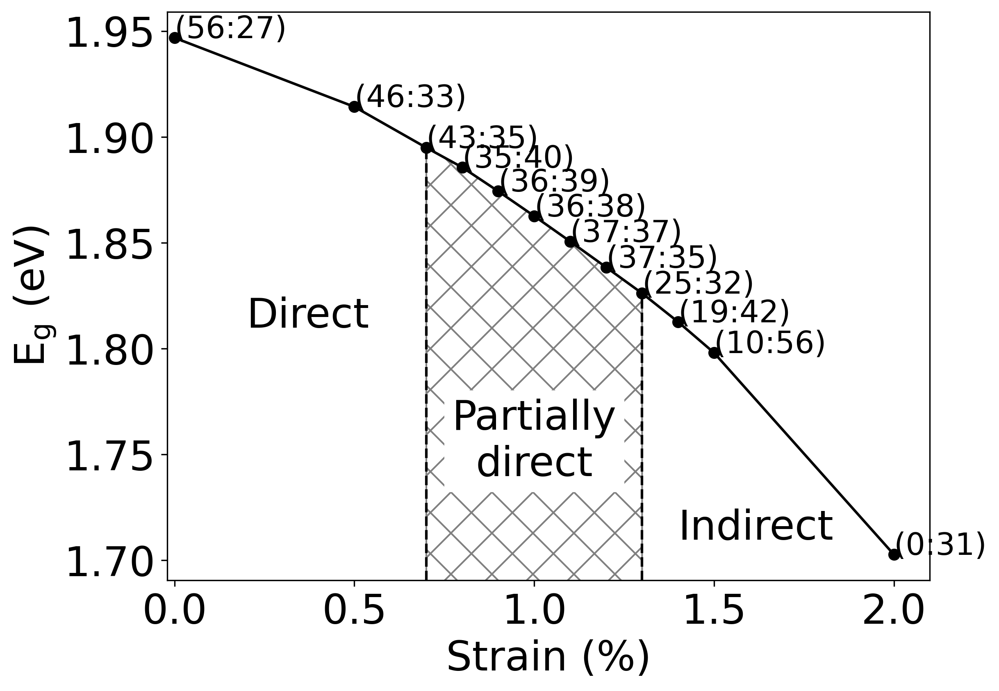 1.95
1.90
1.85
1.80
1.75
1.70
E_g (eV)
(56:27)
(46:33)
(43:35)
(35:40)
(36:39)
(36:38)
(37:37)
(37:35)
(25:32)
(19:42)
(10:56)
(0:31)
Direct
Partially
direct
Indirect
0.0 0.5 1.0 1.5 2.0
Strain (%)